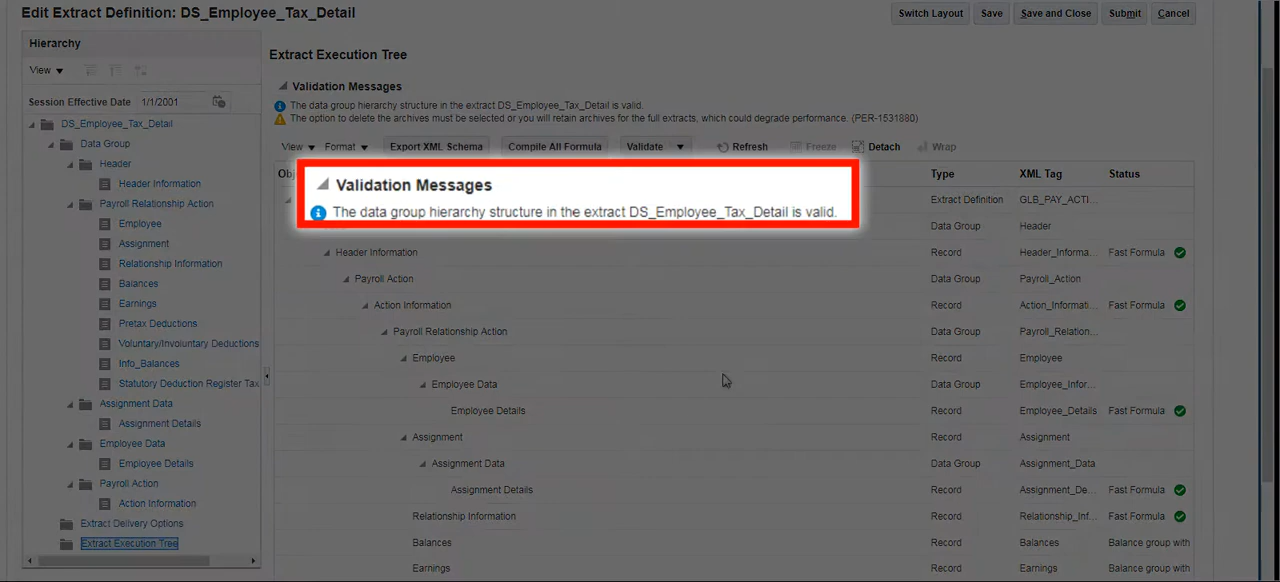 Edit Extract Definition: DS_Employee_Tax_Detail
Switch Layout Save Save and Close Submit Cancel
Hierarchy
View
Session Effective Date 1/1/2001
DS_Employee_Tax_Detail
Data Group
Header
Header Information
Payroll Relationship Action
Employee
Assignment
Relationship Information
Balances
Earnings
Pretax Deductions
Voluntary/Involuntary Deductions
Info_Balances
Statutory Deduction Register Tax
Assignment Data
Assignment Details
Employee Data
Employee Details
Payroll Action
Action Information
Extract Delivery Options
Extract Execution Tree
Extract Execution Tree
Validation Messages
The data group hierarchy structure in the extract DS_Employee_Tax_Detail is valid.
The option to delete the archives must be selected or you will retain archives for the full extracts, which could degrade performance. (PER-1531880)
View Format Export XML Schema Compile All Formula Validate Refresh Freeze Detach Wrap
Type XML Tag Status
Validation Messages
The data group hierarchy structure in the extract DS_Employee_Tax_Detail is valid.
Extract Definition GLB_PAY_ACTI...
Data Group Header
Header Information Record Header_Informa... Fast Formula
Payroll Action Data Group Payroll_Action
Action Information Record Action_Informati... Fast Formula
Payroll Relationship Action Data Group Payroll_Relation...
Employee Record Employee
Employee Data Data Group Employee_Infor...
Employee Details Record Employee_Details Fast Formula
Assignment Record Assignment
Assignment Data Data Group Assignment_Data
Assignment Details Record Assignment_De... Fast Formula
Relationship Information Record Relationship_Inf... Fast Formula
Balances Record Balances Balance group with
Earnings Record Earnings Balance group with